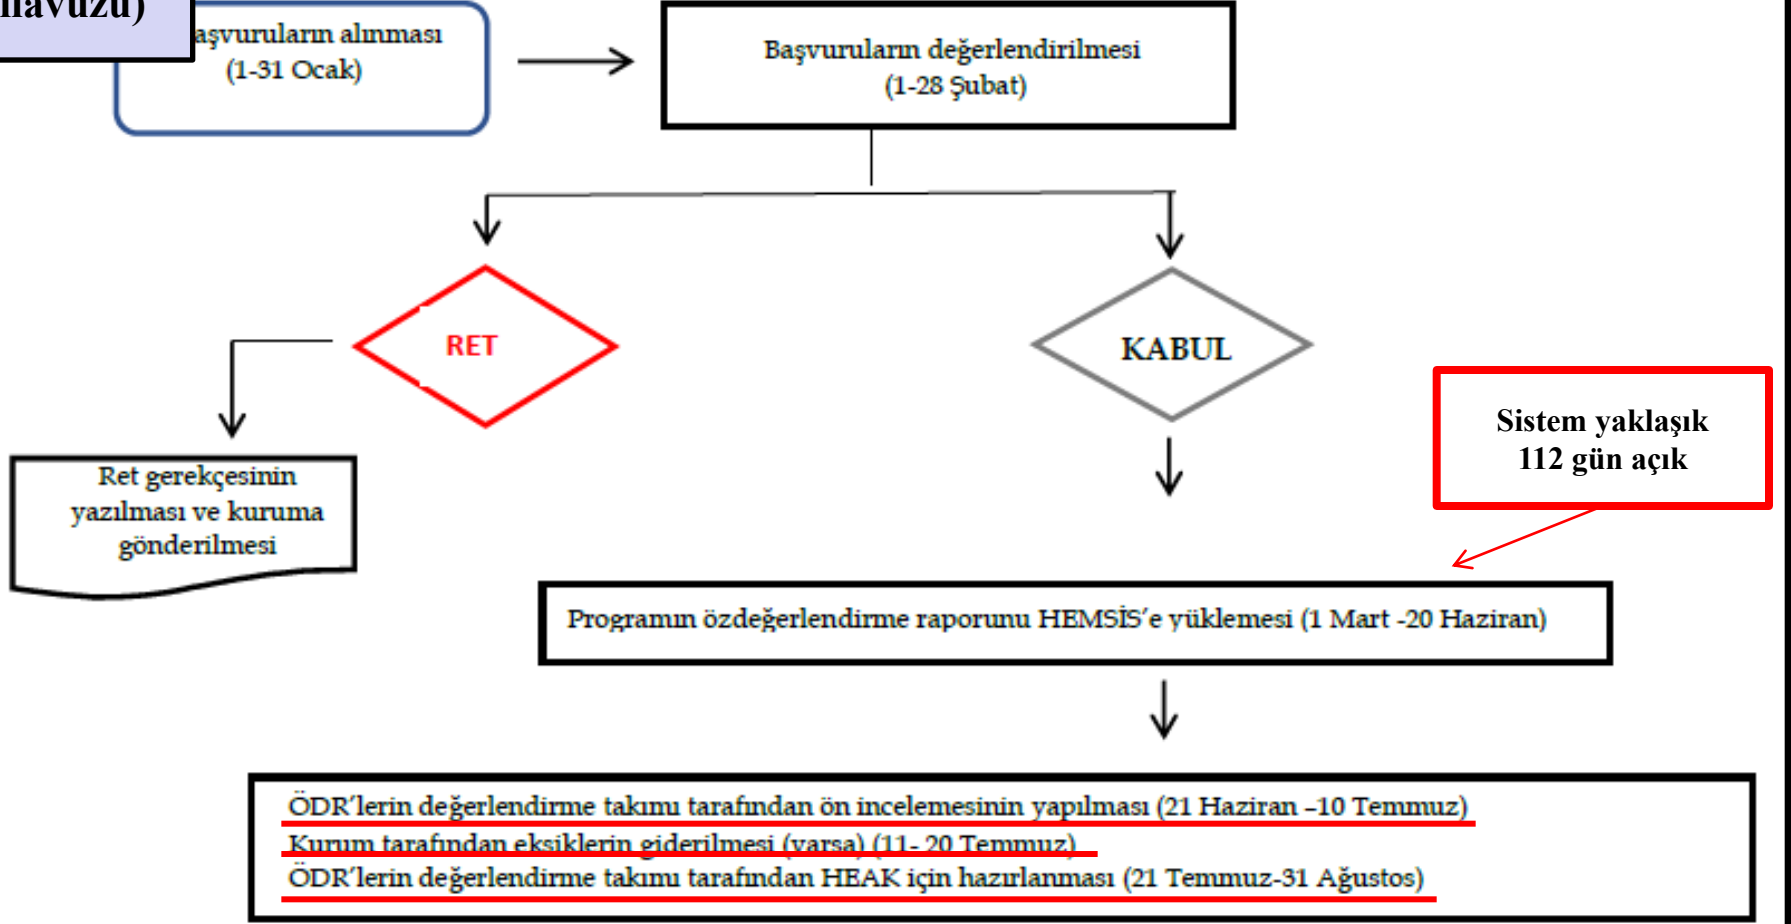 Başvuruların değerlendirilmesi
(1-28 Şubat)
alınması
(1-31 Ocak)
RET
KABUL
Sistem yaklaşık
112 gün açık
Ret gerekçesinin
yazılması ve kuruma
gönderilmesi
Programın özdeğerlendirme raporunu HEMSİS’e yüklemesi (1 Mart -20 Haziran)
ÖDR’lerin değerlendirme takımı tarafından ön incelemesinin yapılması (21 Haziran –10 Temmuz)
Kurum tarafından eksiklerin giderilmesi (varsa) (11- 20 Temmuz)
ÖDR’lerin değerlendirme takımı tarafından HEAK için hazırlanması (21 Temmuz-31 Ağustos)